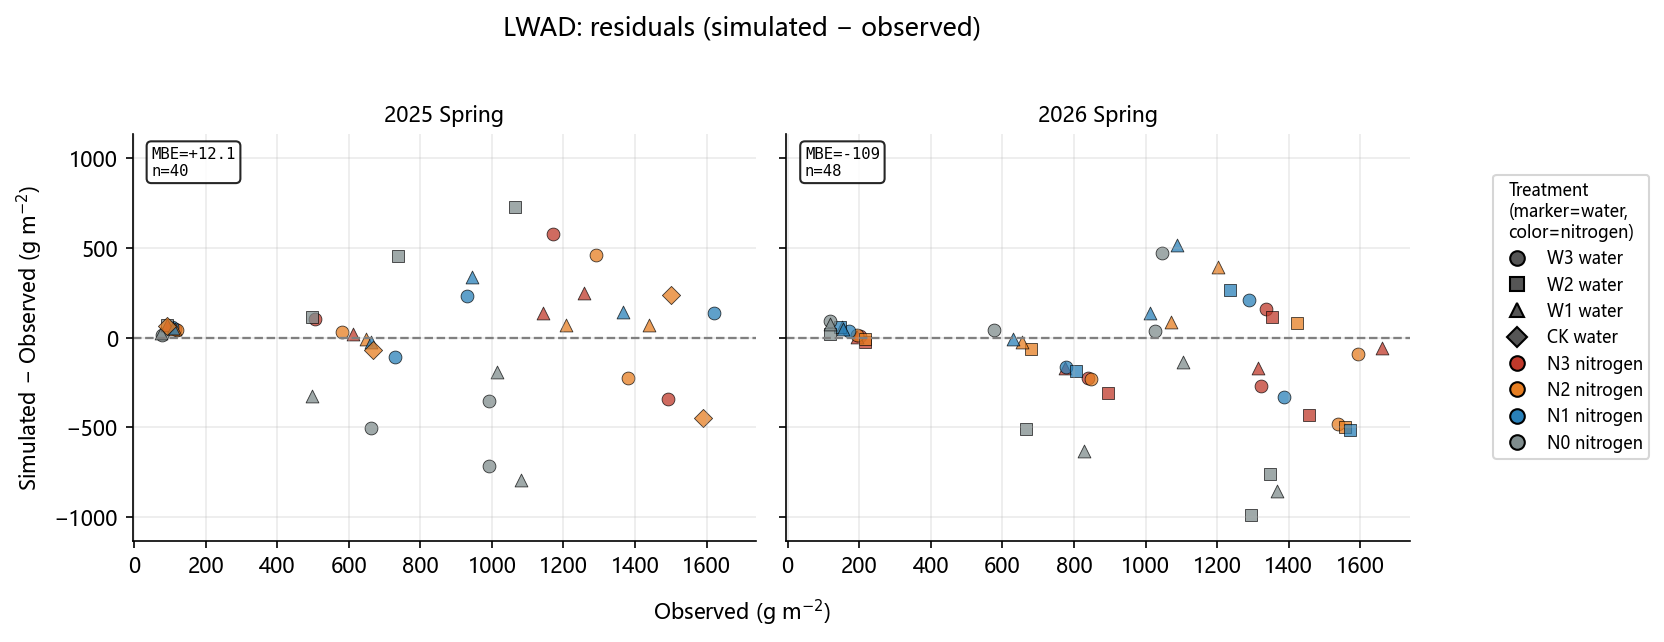 LWAD: residuals (simulated − observed)
2025 Spring
2026 Spring
MBE=+12.1
n=40
MBE=-109
n=48
Simulated − Observed (g m⁻²)
1000
500
0
−500
−1000
0 200 400 600 800 1000 1200 1400 1600
0 200 400 600 800 1000 1200 1400 1600
Observed (g m⁻²)
Treatment
(marker=water,
color=nitrogen)
W3 water
W2 water
W1 water
CK water
N3 nitrogen
N2 nitrogen
N1 nitrogen
N0 nitrogen